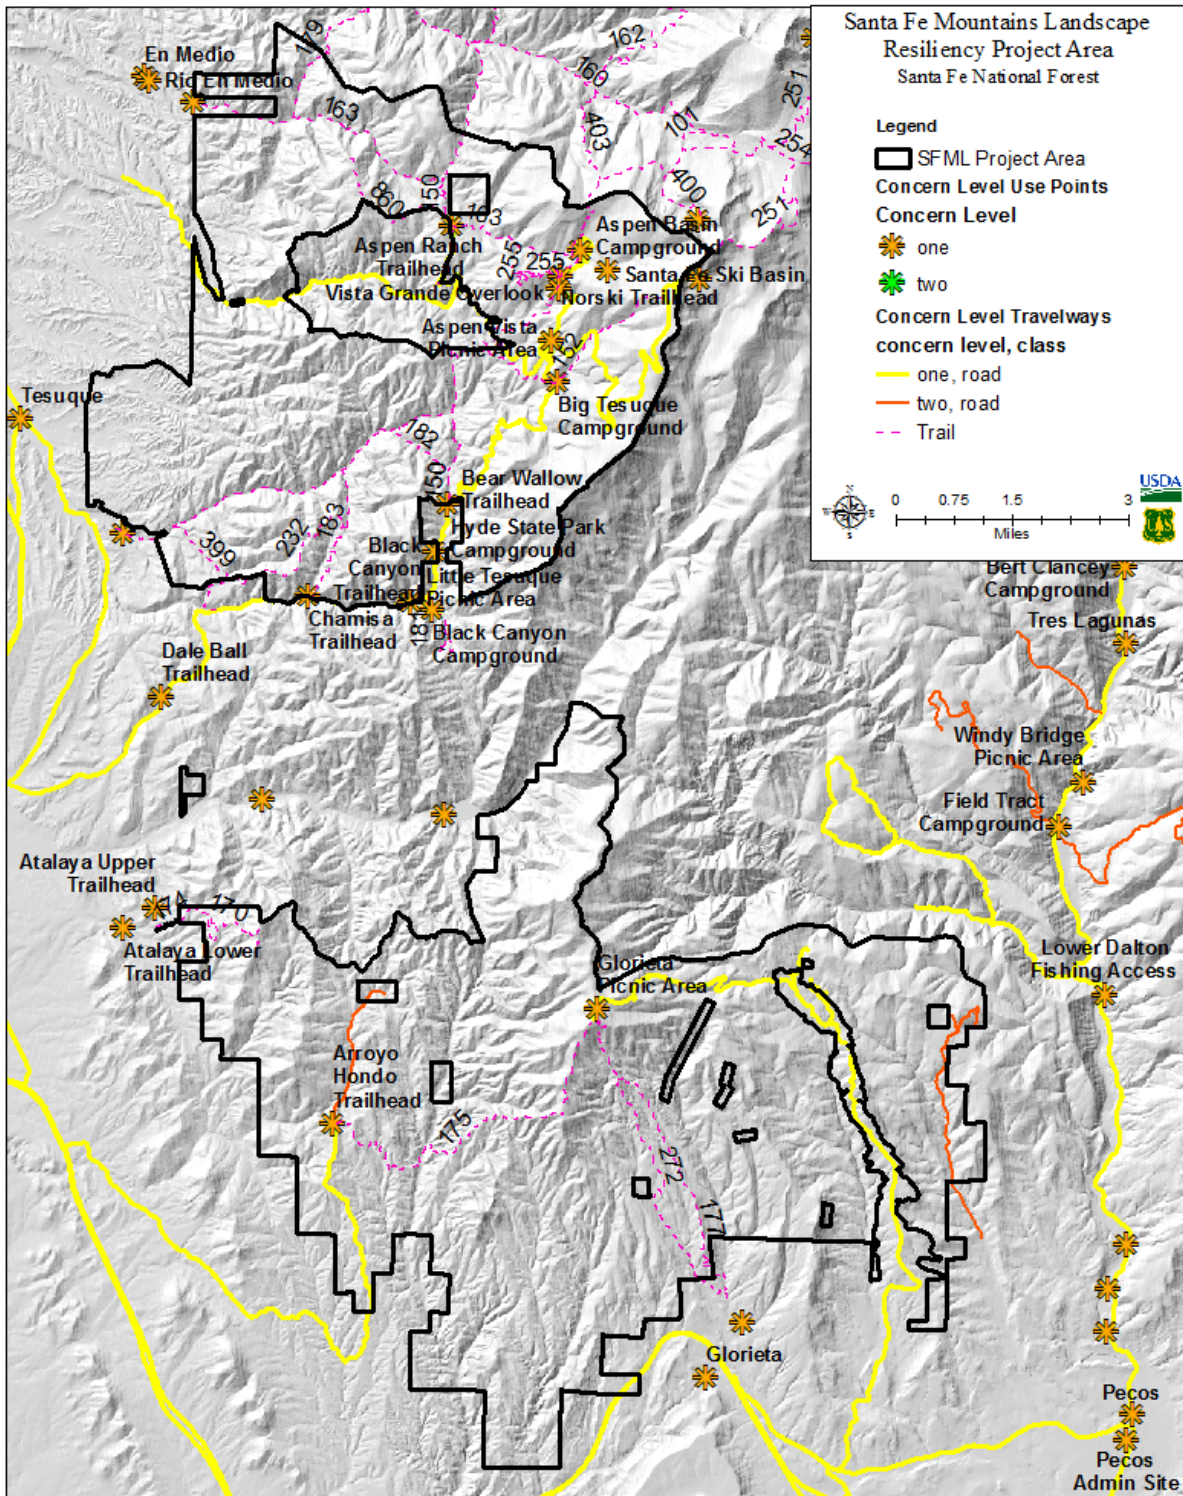 Santa Fe Mountains Landscape
Resiliency Project Area
Santa Fe National Forest
Legend
SFML Project Area
Concern Level Use Points
Concern Level
one
two
Concern Level Travelways
concern level, class
one, road
two, road
Trail
N
E
S
W
0 0.75 1.5 3
Miles
USDA
En Medio
Rio En Medio
179
162
160
251
163
403
101
254
860
150
400
251
163
Aspen Basin
Campground
Aspen Ranch
Trailhead
255
255
Santa Fe Ski Basin
Vista Grande Overlook
Norski Trailhead
Aspen Vista
Picnic Area
152
Tesuque
Big Tesuque
Campground
182
150
Bear Wallow
Trailhead
399
232
183
Hyde State Park
Campground
Black
Canyon
Trailhead
Little Tesuque
Picnic Area
Chamisa
Trailhead
181
Black Canyon
Campground
Dale Ball
Trailhead
Bert Clancey
Campground
Tres Lagunas
Windy Bridge
Picnic Area
Field Tract
Campground
Atalaya Upper
Trailhead
174
170
Atalaya Lower
Trailhead
Glorieta
Picnic Area
Lower Dalton
Fishing Access
Arroyo
Hondo
Trailhead
175
272
177
Glorieta
Pecos
Pecos
Admin Site